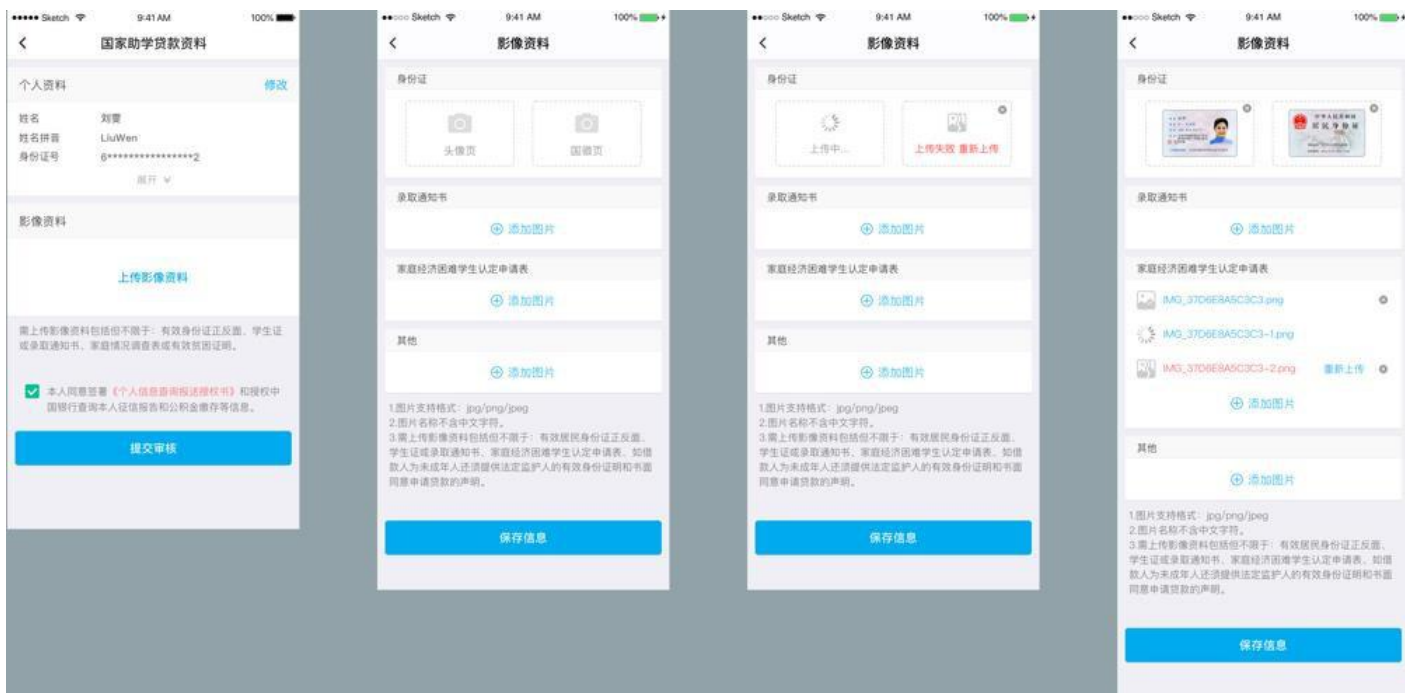 Sketch 9:41 AM 100%
国家助学贷款资料
个人资料 修改
姓名 刘雯
姓名拼音 LiuWen
身份证号 6****************2
展开
影像资料
上传影像资料
需上传影像资料包括但不限于：有效身份证正反面、学生证
或录取通知书、家庭情况调查表或有效贫困证明。
本人同意签署《个人信息查询报送授权书》和授权中
国银行查询本人征信报告和公积金缴存等信息。
提交审核
Sketch 9:41 AM 100%
影像资料
身份证
头像页 国徽页
录取通知书
添加图片
家庭经济困难学生认定申请表
添加图片
其他
添加图片
1.图片支持格式：jpg/png/jpeg
2.图片名称不含中文字符。
3.需上传影像资料包括但不限于：有效居民身份证正反面、
学生证或录取通知书、家庭经济困难学生认定申请表、如借
款人为未成年人还须提供法定监护人的有效身份证明和书面
同意申请贷款的声明。
保存信息
Sketch 9:41 AM 100%
影像资料
身份证
上传中... 上传失败 重新上传
录取通知书
添加图片
家庭经济困难学生认定申请表
添加图片
其他
添加图片
1.图片支持格式：jpg/png/jpeg
2.图片名称不含中文字符。
3.需上传影像资料包括但不限于：有效居民身份证正反面、
学生证或录取通知书、家庭经济困难学生认定申请表、如借
款人为未成年人还须提供法定监护人的有效身份证明和书面
同意申请贷款的声明。
保存信息
Sketch 9:41 AM 100%
影像资料
身份证
中华人民共和国
居民身份证
录取通知书
添加图片
家庭经济困难学生认定申请表
IMG_37D6E8A5C3C3.png
IMG_37D6E8A5C3C3-1.png
IMG_37D6E8A5C3C3-2.png 重新上传
添加图片
其他
添加图片
1.图片支持格式：jpg/png/jpeg
2.图片名称不含中文字符。
3.需上传影像资料包括但不限于：有效居民身份证正反面、
学生证或录取通知书、家庭经济困难学生认定申请表、如借
款人为未成年人还须提供法定监护人的有效身份证明和书面
同意申请贷款的声明。
保存信息